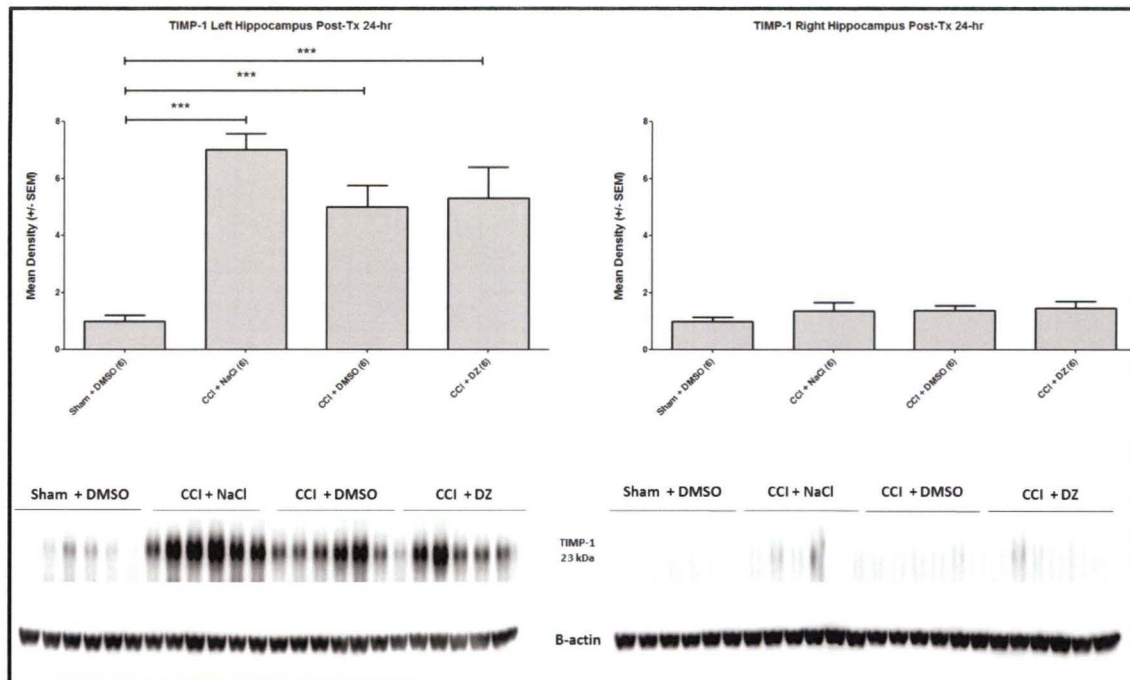 TIMP-1 Left Hippocampus Post-Tx 24-hr
***
***
***
8
6
4
2
0
Mean Density (+/- SEM)
Sham + DMSO (6)
CCI + NaCl (6)
CCI + DMSO (6)
CCI + DZ (6)
TIMP-1 Right Hippocampus Post-Tx 24-hr
8
6
4
2
0
Mean Density (+/- SEM)
Sham + DMSO (6)
CCI + NaCl (6)
CCI + DMSO (6)
CCI + DZ (6)
Sham + DMSO
CCI + NaCl
CCI + DMSO
CCI + DZ
Sham + DMSO
CCI + NaCl
CCI + DMSO
CCI + DZ
TIMP-1
23 kDa
B-actin